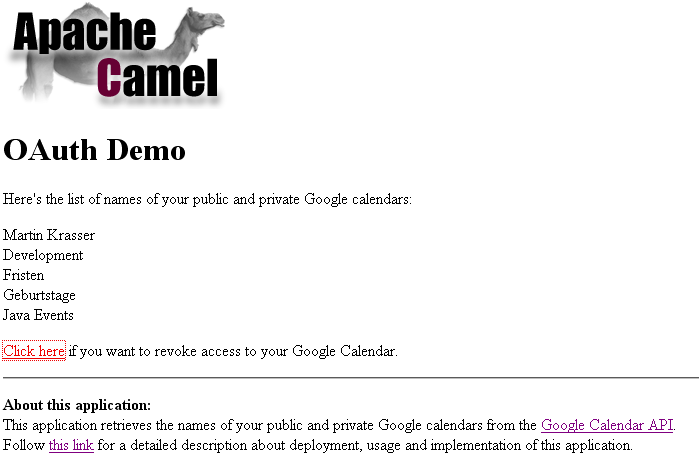 Apache
Camel
OAuth Demo
Here's the list of names of your public and private Google calendars:
Martin Krasser
Development
Fristen
Geburtstage
Java Events
Click here if you want to revoke access to your Google Calendar.
About this application:
This application retrieves the names of your public and private Google calendars from the Google Calendar API.
Follow this link for a detailed description about deployment, usage and implementation of this application.